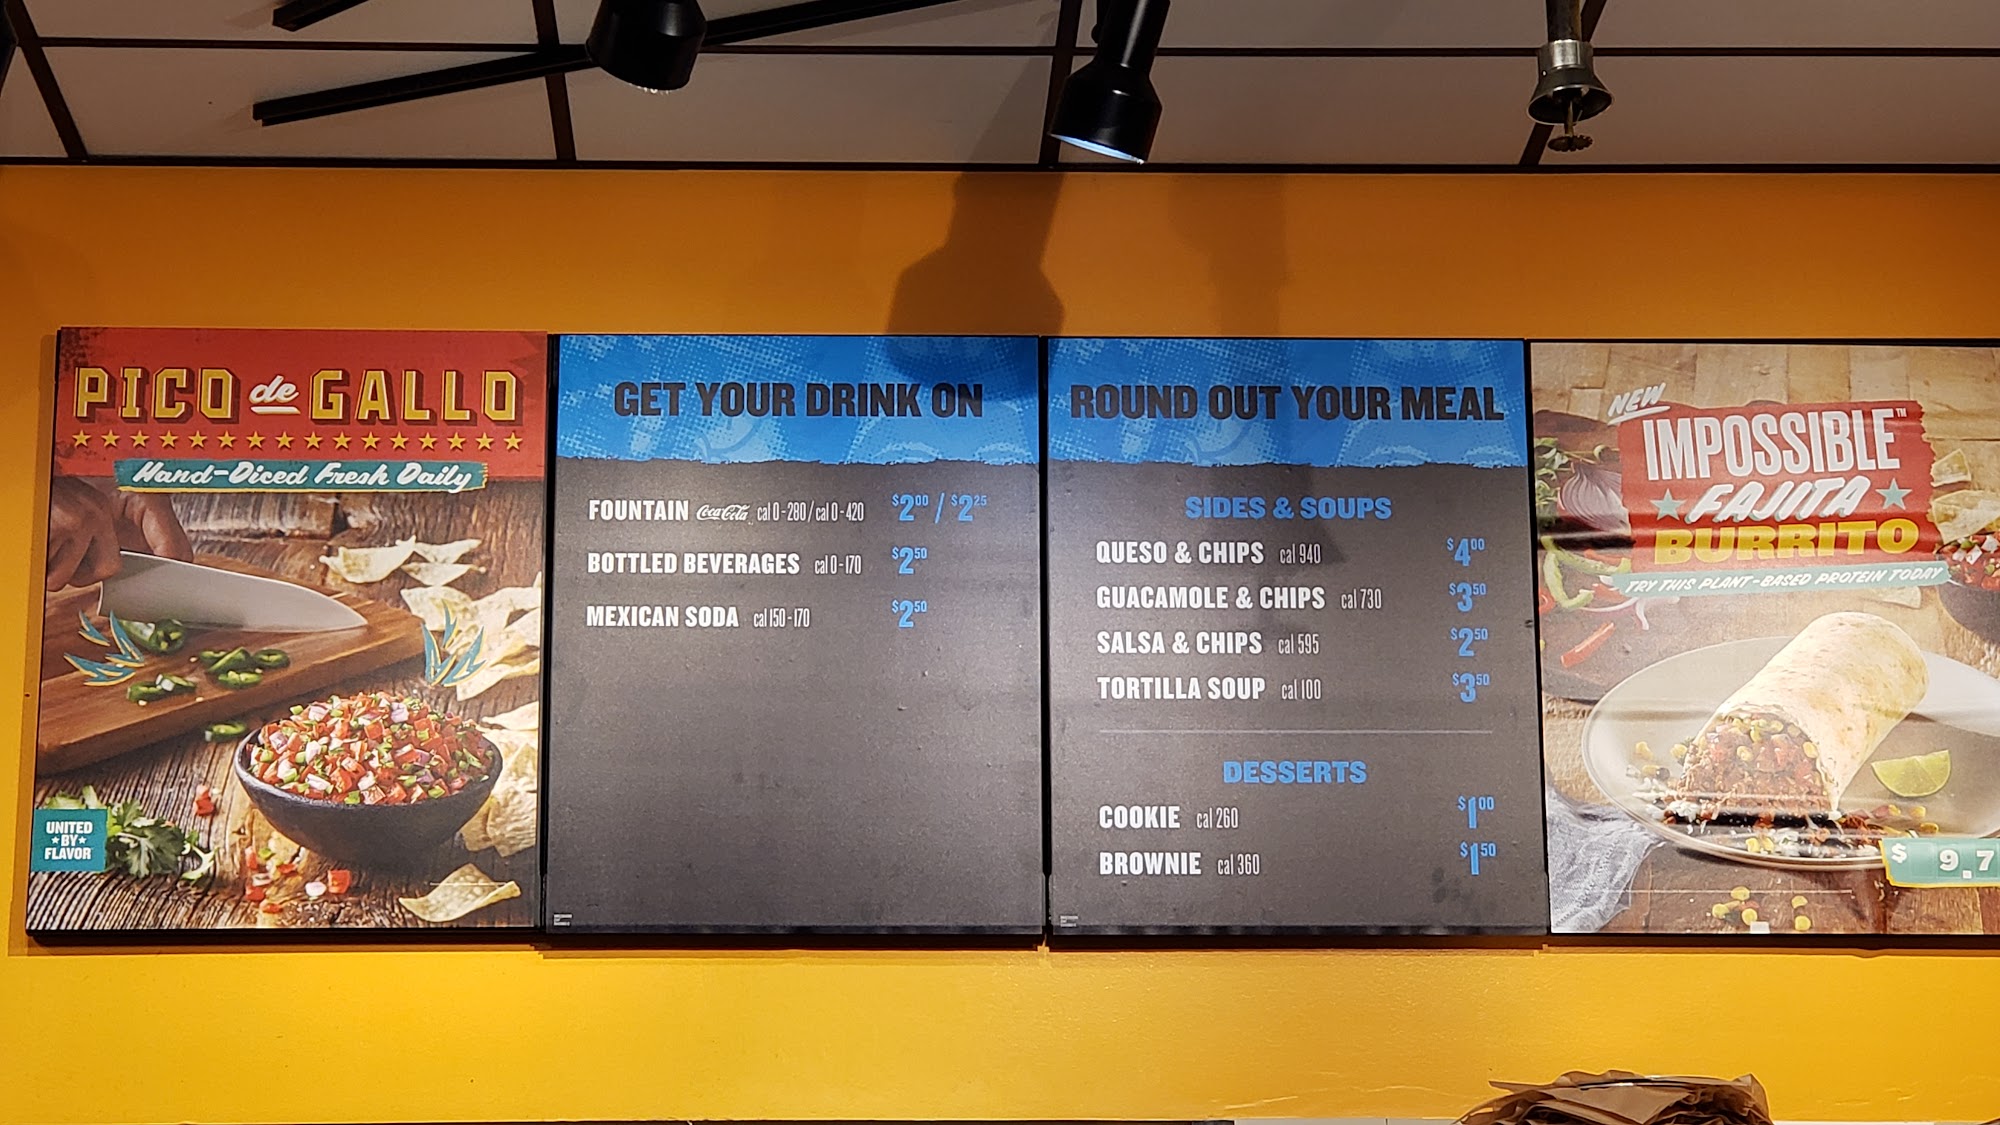 PICO de GALLO
Hand-Diced Fresh Daily
UNITED
BY
FLAVOR
GET YOUR DRINK ON
FOUNTAIN Coca-Cola cal 0-280/cal 0-420 $2.00 / $2.25
BOTTLED BEVERAGES cal 0-170 $2.50
MEXICAN SODA cal 150-170 $2.50
ROUND OUT YOUR MEAL
SIDES & SOUPS
QUESO & CHIPS cal 940 $4.00
GUACAMOLE & CHIPS cal 730 $3.50
SALSA & CHIPS cal 595 $2.50
TORTILLA SOUP cal 100 $3.50
DESSERTS
COOKIE cal 260 $1.00
BROWNIE cal 360 $1.50
NEW
IMPOSSIBLE™
FAJITA
BURRITO
TRY THIS PLANT-BASED PROTEIN TODAY
$ 9.7